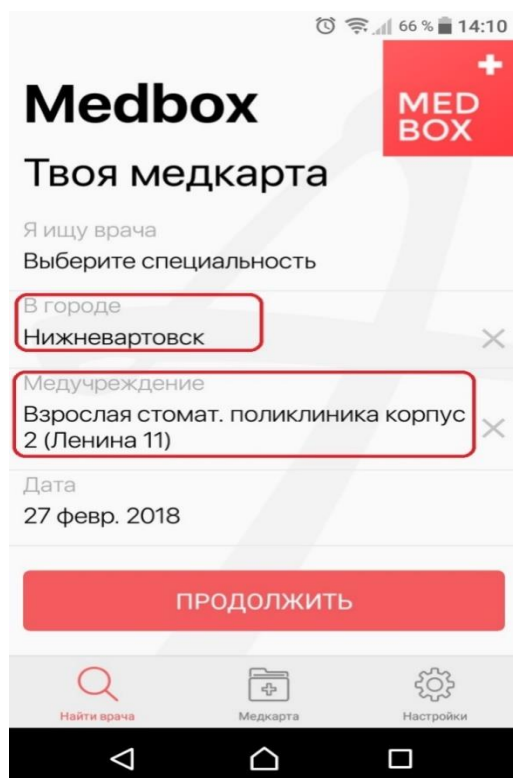 66 % 14:10
Medbox
MED
BOX
Твоя медкарта
Я ищу врача
Выберите специальность
В городе
Нижневартовск
Медучреждение
Взрослая стомат. поликлиника корпус
2 (Ленина 11)
Дата
27 февр. 2018
ПРОДОЛЖИТЬ
Найти врача
Медкарта
Настройки